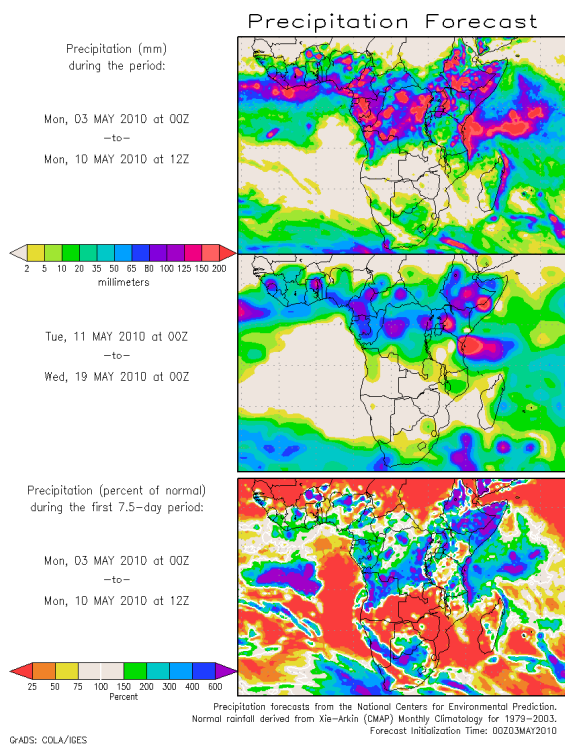 Precipitation Forecast
Precipitation (mm)
during the period:
Mon, 03 MAY 2010 at 00Z
—to—
Mon, 10 MAY 2010 at 12Z
2 5 10 20 35 50 65 80 100 125 150 200
millimeters
Tue, 11 MAY 2010 at 00Z
—to—
Wed, 19 MAY 2010 at 00Z
Precipitation (percent of normal)
during the first 7.5-day period:
Mon, 03 MAY 2010 at 00Z
—to—
Mon, 10 MAY 2010 at 12Z
25 50 75 100 150 200 300 400 600
Percent
Precipitation forecasts from the National Centers for Environmental Prediction.
Normal rainfall derived from Xie-Arkin (CMAP) Monthly Climatology for 1979-2003.
Forecast Initialization Time: 00Z03MAY2010
GrADS: COLA/IGES